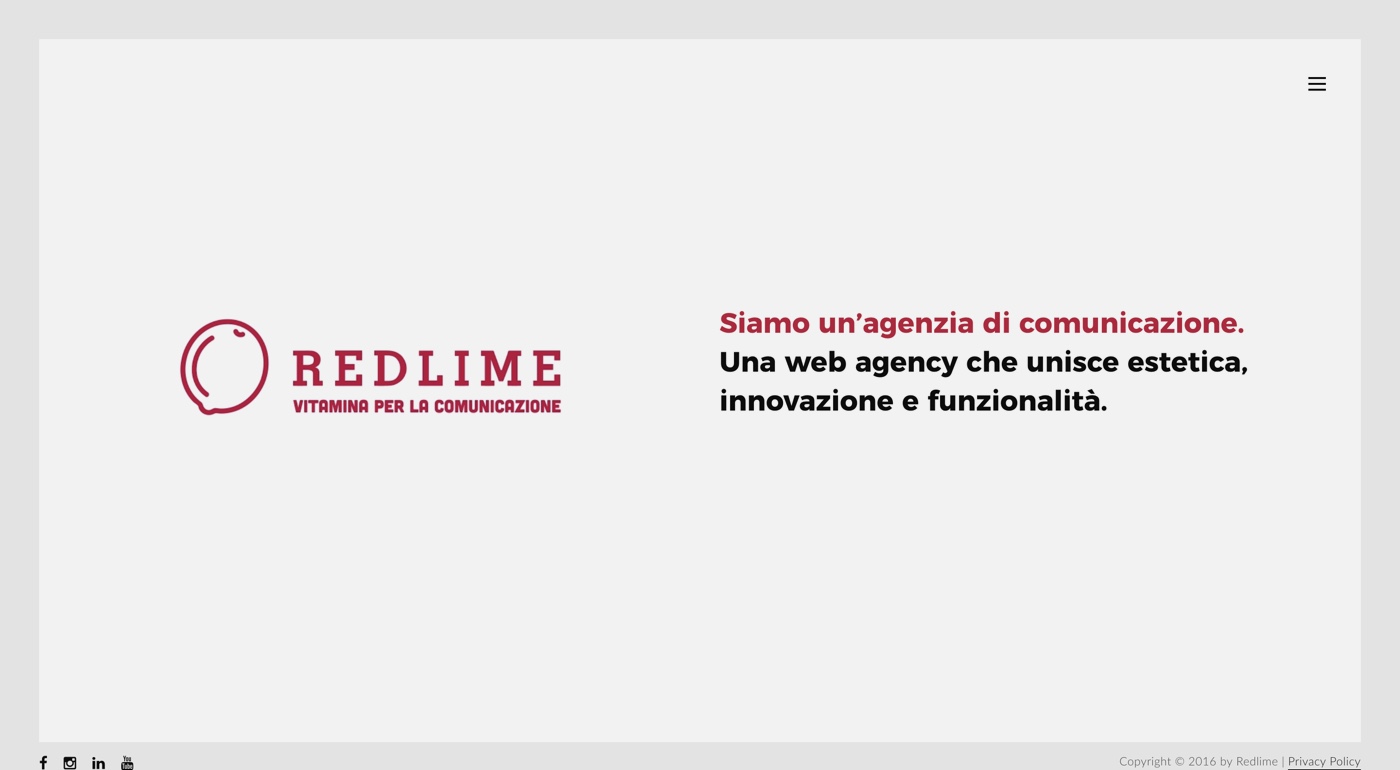 REDLIME
VITAMINA PER LA COMUNICAZIONE
Siamo un’agenzia di comunicazione.
Una web agency che unisce estetica,
innovazione e funzionalità.
You
Tube
Copyright © 2016 by Redlime | Privacy Policy